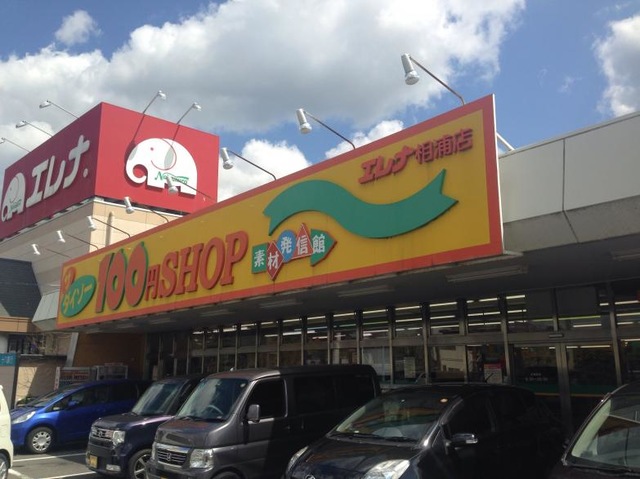 エレナ
エレナ相浦店
ザ・
ダイソー
100円SHOP
素材発信館